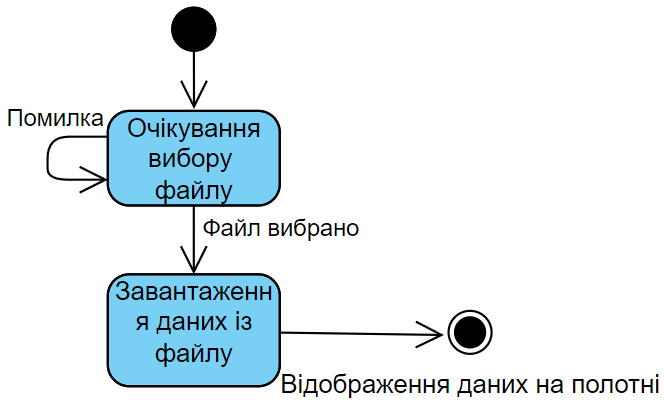 Помилка
Очікування
вибору
файлу
Файл вибрано
Завантаженн
я даних із
файлу
Відображення даних на полотні